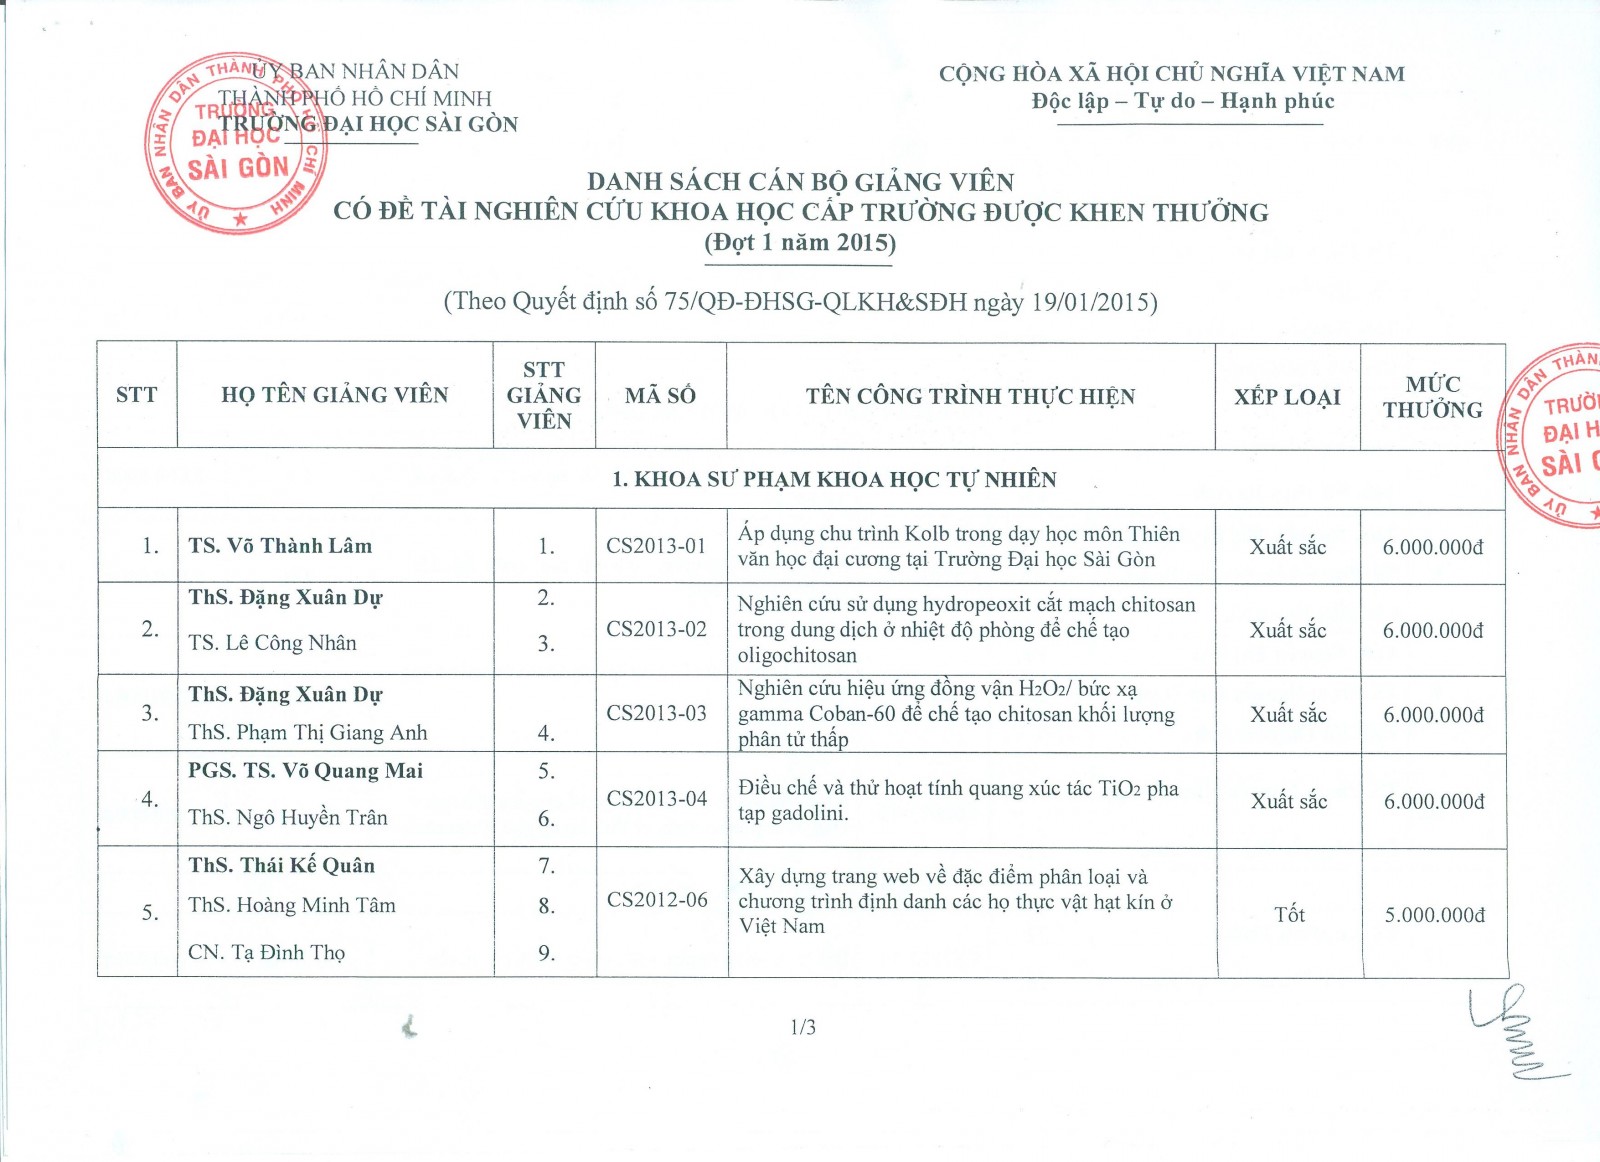 ỦY BAN NHÂN DÂN
THÀNH PHỐ HỒ CHÍ MINH
TRƯỜNG ĐẠI HỌC SÀI GÒN
CỘNG HÒA XÃ HỘI CHỦ NGHĨA VIỆT NAM
Độc lập – Tự do – Hạnh phúc
ỦY BAN NHÂN DÂN THÀNH PHỐ HỒ CHÍ MINH
TRƯỜNG
ĐẠI HỌC
SÀI GÒN
DANH SÁCH CÁN BỘ GIẢNG VIÊN
CÓ ĐỀ TÀI NGHIÊN CỨU KHOA HỌC CẤP TRƯỜNG ĐƯỢC KHEN THƯỞNG
(Đợt 1 năm 2015)
(Theo Quyết định số 75/QĐ-ĐHSG-QLKH&SĐH ngày 19/01/2015)
STT
HỌ TÊN GIẢNG VIÊN
STT
GIẢNG
VIÊN
MÃ SỐ
TÊN CÔNG TRÌNH THỰC HIỆN
XẾP LOẠI
MỨC
THƯỞNG
ỦY BAN NHÂN DÂN THÀN
TRƯỜ
ĐẠI H
SÀI
1. KHOA SƯ PHẠM KHOA HỌC TỰ NHIÊN
1.
TS. Võ Thành Lâm
1.
CS2013-01
Áp dụng chu trình Kolb trong dạy học môn Thiên
văn học đại cương tại Trường Đại học Sài Gòn
Xuất sắc
6.000.000đ
2.
ThS. Đặng Xuân Dự
2.
TS. Lê Công Nhân
3.
CS2013-02
Nghiên cứu sử dụng hydropeoxit cắt mạch chitosan
trong dung dịch ở nhiệt độ phòng để chế tạo
oligochitosan
Xuất sắc
6.000.000đ
3.
ThS. Đặng Xuân Dự
ThS. Phạm Thị Giang Anh
4.
CS2013-03
Nghiên cứu hiệu ứng đồng vận H2O2/ bức xạ
gamma Coban-60 để chế tạo chitosan khối lượng
phân tử thấp
Xuất sắc
6.000.000đ
4.
PGS. TS. Võ Quang Mai
5.
ThS. Ngô Huyền Trân
6.
CS2013-04
Điều chế và thử hoạt tính quang xúc tác TiO2 pha
tạp gadolini.
Xuất sắc
6.000.000đ
5.
ThS. Thái Kế Quân
7.
ThS. Hoàng Minh Tâm
8.
CN. Tạ Đình Thọ
9.
CS2012-06
Xây dựng trang web về đặc điểm phân loại và
chương trình định danh các họ thực vật hạt kín ở
Việt Nam
Tốt
5.000.000đ
1/3